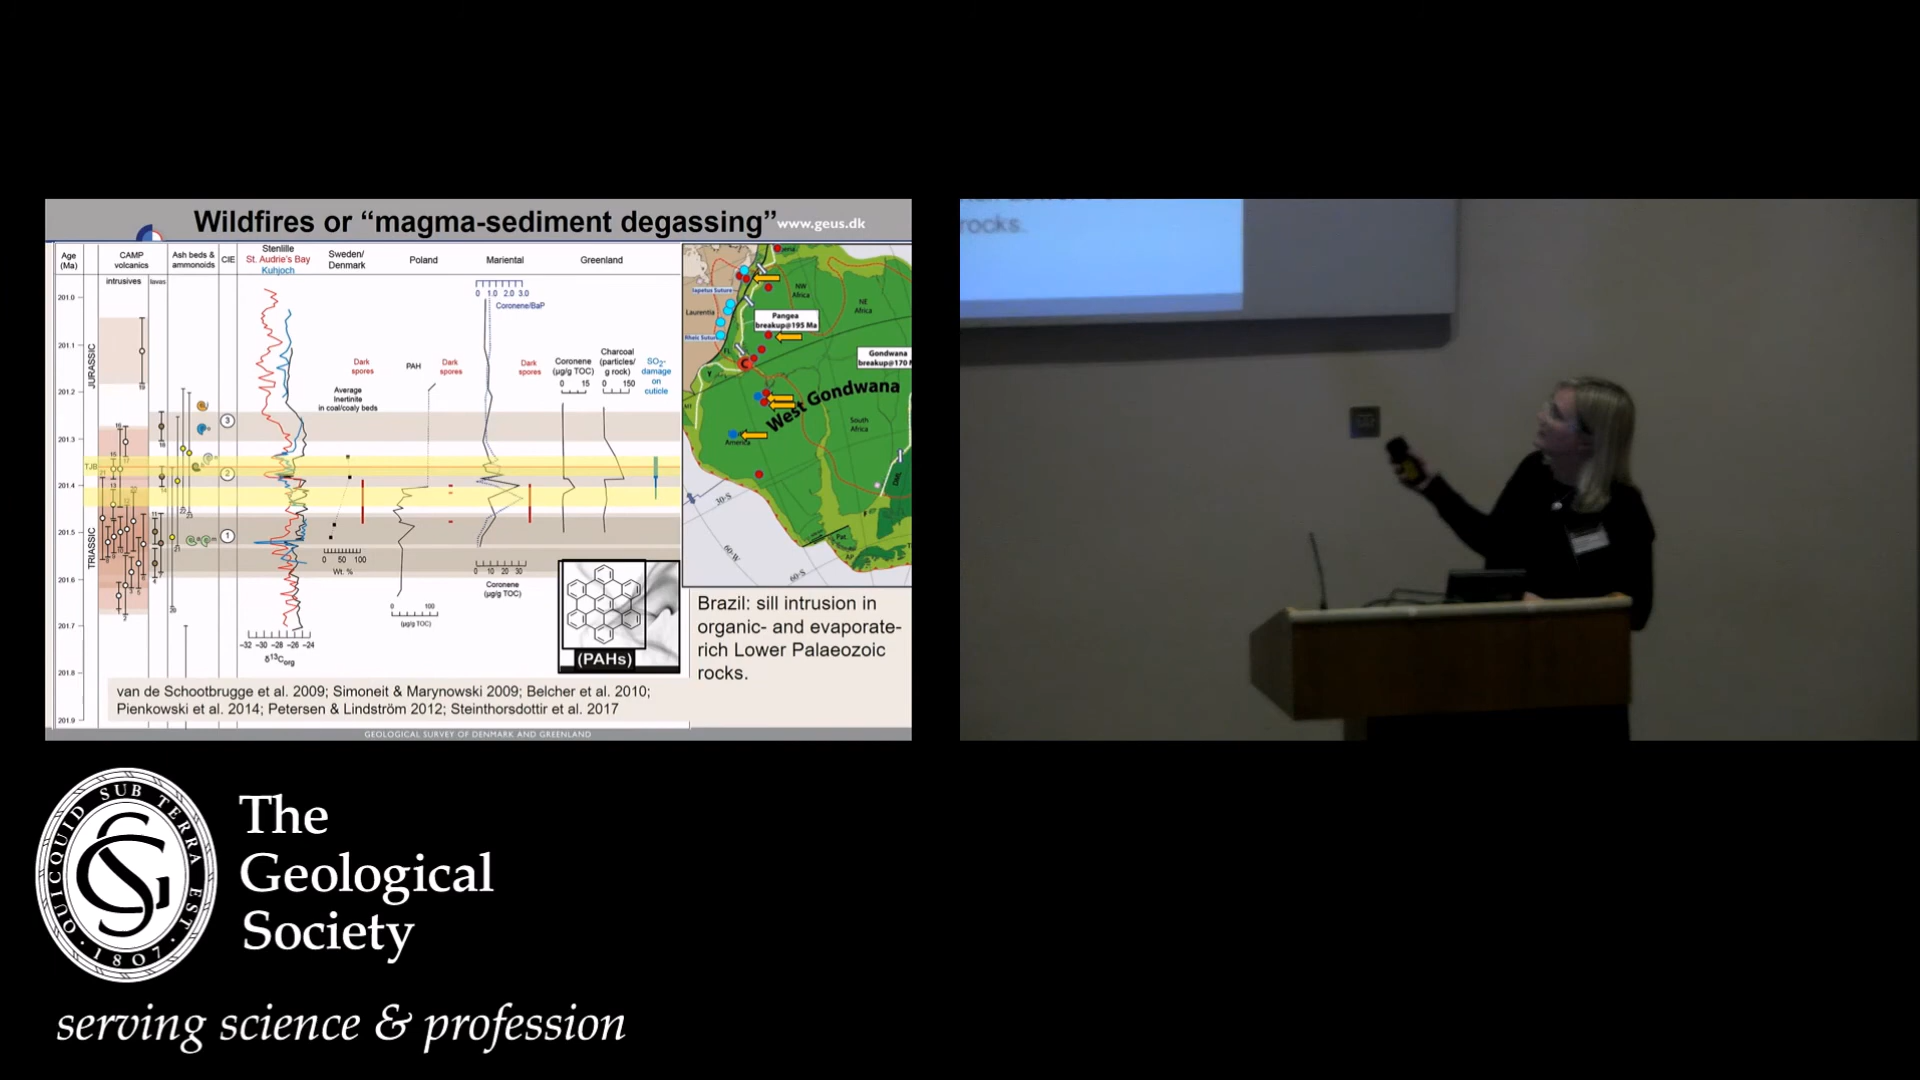 Wildfires or “magma-sediment degassing”
www.geus.dk
Age
(Ma)
CAMP
volcanics
Ash beds &
ammonoids
CIE
Stenlille
St. Audrie's Bay
Kuhjoch
Sweden/
Denmark
Poland
Mariental
Greenland
intrusives
lavas
0 1.0 2.0 3.0
Coronene/BaP
201.0
201.1
201.2
201.3
201.4
201.5
201.6
201.7
201.8
201.9
JURASSIC
TRIASSIC
TJB
3
2
1
Dark
spores
PAH
Dark
spores
Dark
spores
Coronene
(µg/g TOC)
0 15
Charcoal
(particles/
g rock)
0 150
SO2-
damage
on
cuticle
Average
Inertinite
in coal/coaly beds
0 50 100
Wt. %
0 100
(µg/g TOC)
0 10 20 30
Coronene
(µg/g TOC)
−32 −30 −28 −26 −24
δ13Corg
(PAHs)
van de Schootbrugge et al. 2009; Simoneit & Marynowski 2009; Belcher et al. 2010;
Pienkowski et al. 2014; Petersen & Lindström 2012; Steinthorsdottir et al. 2017
Iapetus Suture
Laurentia
Rheic Suture
NW
Africa
NE
Africa
Pangea
breakup@195 Ma
Gondwana
breakup@170 M
West Gondwana
South
Africa
America
FL
Y
C
30°S
60°W
60°S
Pat.
AP
Brazil: sill intrusion in
organic- and evaporate-
rich Lower Palaeozoic
rocks.
GEOLOGICAL SURVEY OF DENMARK AND GREENLAND
rocks.
QUICQUID SUB TERRA EST
1807
GS
The
Geological
Society
serving science & profession